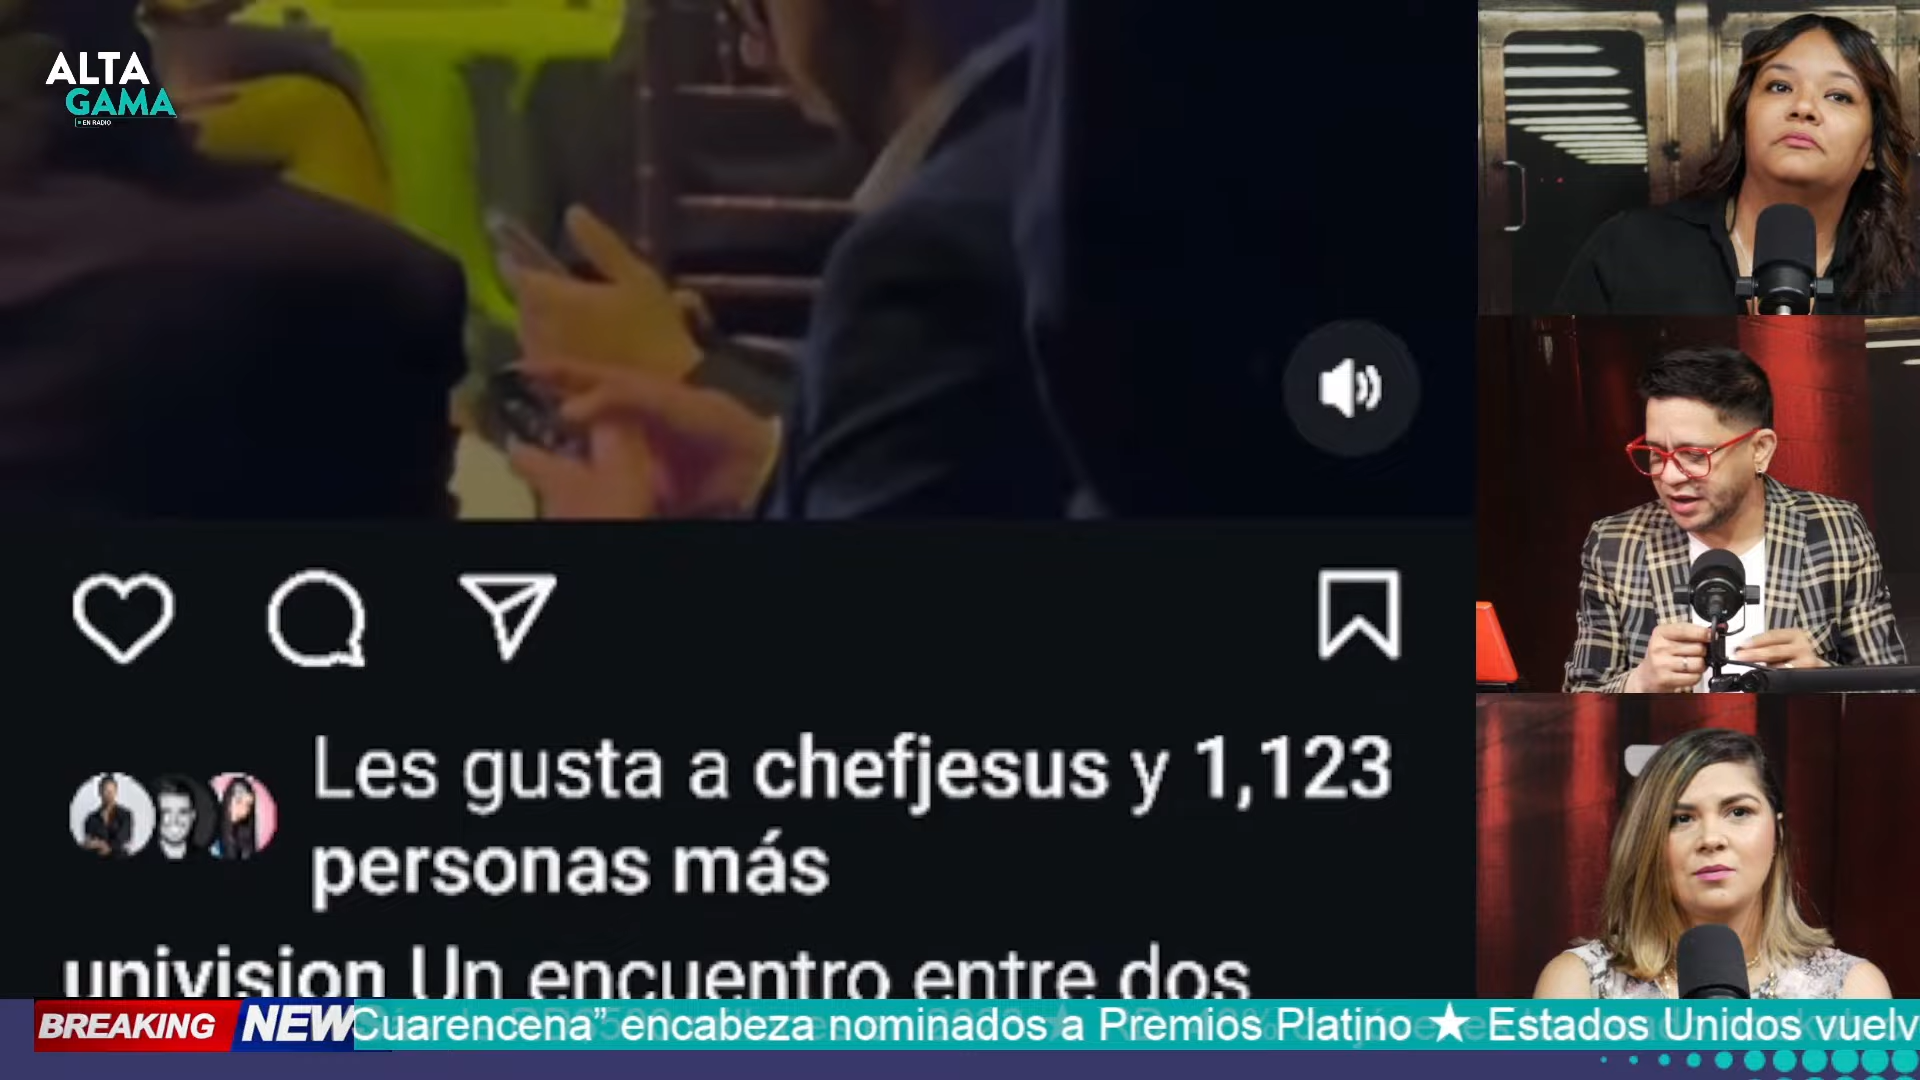 ALTA
GAMA
EN RADIO
Les gusta a chefjesus y 1,123
personas más
univision Un encuentro entre dos
BREAKING NEW
Cuarencena” encabeza nominados a Premios Platino ★ Estados Unidos vuelv